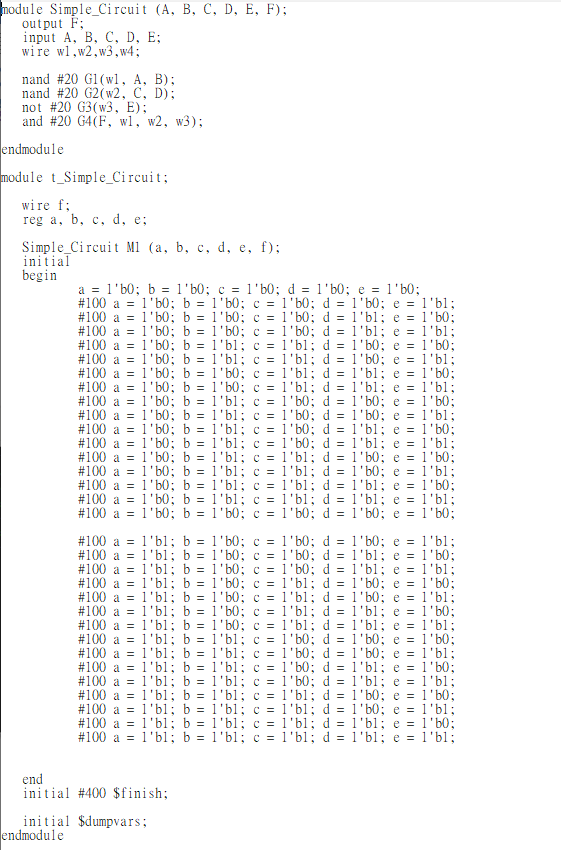 module Simple_Circuit (A, B, C, D, E, F);
output F;
input A, B, C, D, E;
wire w1,w2,w3,w4;
nand #20 G1(w1, A, B);
nand #20 G2(w2, C, D);
not #20 G3(w3, E);
and #20 G4(F, w1, w2, w3);
endmodule
module t_Simple_Circuit;
wire f;
reg a, b, c, d, e;
Simple_Circuit M1 (a, b, c, d, e, f);
initial
begin
a = 1'b0; b = 1'b0; c = 1'b0; d = 1'b0; e = 1'b0;
#100 a = 1'b0; b = 1'b0; c = 1'b0; d = 1'b0; e = 1'b1;
#100 a = 1'b0; b = 1'b0; c = 1'b0; d = 1'b1; e = 1'b0;
#100 a = 1'b0; b = 1'b0; c = 1'b0; d = 1'b1; e = 1'b1;
#100 a = 1'b0; b = 1'b0; c = 1'b1; d = 1'b0; e = 1'b0;
#100 a = 1'b0; b = 1'b0; c = 1'b1; d = 1'b0; e = 1'b1;
#100 a = 1'b0; b = 1'b0; c = 1'b1; d = 1'b1; e = 1'b0;
#100 a = 1'b0; b = 1'b0; c = 1'b1; d = 1'b1; e = 1'b1;
#100 a = 1'b0; b = 1'b1; c = 1'b0; d = 1'b0; e = 1'b0;
#100 a = 1'b0; b = 1'b1; c = 1'b0; d = 1'b0; e = 1'b1;
#100 a = 1'b0; b = 1'b1; c = 1'b0; d = 1'b1; e = 1'b0;
#100 a = 1'b0; b = 1'b1; c = 1'b0; d = 1'b1; e = 1'b1;
#100 a = 1'b0; b = 1'b1; c = 1'b1; d = 1'b0; e = 1'b0;
#100 a = 1'b0; b = 1'b1; c = 1'b1; d = 1'b0; e = 1'b1;
#100 a = 1'b0; b = 1'b1; c = 1'b1; d = 1'b1; e = 1'b0;
#100 a = 1'b0; b = 1'b1; c = 1'b1; d = 1'b1; e = 1'b1;
#100 a = 1'b0; b = 1'b0; c = 1'b0; d = 1'b0; e = 1'b0;
#100 a = 1'b1; b = 1'b0; c = 1'b0; d = 1'b0; e = 1'b1;
#100 a = 1'b1; b = 1'b0; c = 1'b0; d = 1'b1; e = 1'b0;
#100 a = 1'b1; b = 1'b0; c = 1'b0; d = 1'b1; e = 1'b1;
#100 a = 1'b1; b = 1'b0; c = 1'b1; d = 1'b0; e = 1'b0;
#100 a = 1'b1; b = 1'b0; c = 1'b1; d = 1'b0; e = 1'b1;
#100 a = 1'b1; b = 1'b0; c = 1'b1; d = 1'b1; e = 1'b0;
#100 a = 1'b1; b = 1'b0; c = 1'b1; d = 1'b1; e = 1'b1;
#100 a = 1'b1; b = 1'b1; c = 1'b0; d = 1'b0; e = 1'b0;
#100 a = 1'b1; b = 1'b1; c = 1'b0; d = 1'b0; e = 1'b1;
#100 a = 1'b1; b = 1'b1; c = 1'b0; d = 1'b1; e = 1'b0;
#100 a = 1'b1; b = 1'b1; c = 1'b0; d = 1'b1; e = 1'b1;
#100 a = 1'b1; b = 1'b1; c = 1'b1; d = 1'b0; e = 1'b0;
#100 a = 1'b1; b = 1'b1; c = 1'b1; d = 1'b0; e = 1'b1;
#100 a = 1'b1; b = 1'b1; c = 1'b1; d = 1'b1; e = 1'b0;
#100 a = 1'b1; b = 1'b1; c = 1'b1; d = 1'b1; e = 1'b1;
end
initial #400 $finish;
initial $dumpvars;
endmodule